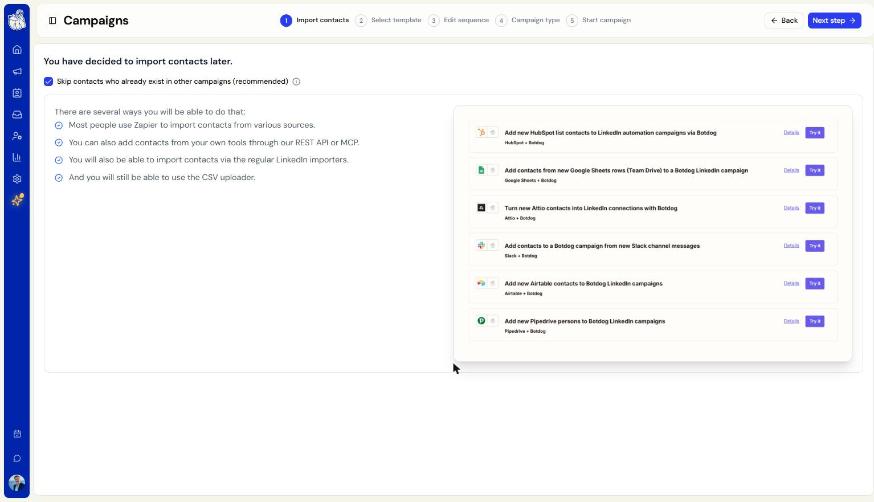 Campaigns
1 Import contacts
2 Select template
3 Edit sequence
4 Campaign type
5 Start campaign
Back
Next step
You have decided to import contacts later.
Skip contacts who already exist in other campaigns (recommended)
There are several ways you will be able to do that:
Most people use Zapier to import contacts from various sources.
You can also add contacts from your own tools through our REST API or MCP.
You will also be able to import contacts via the regular LinkedIn importers.
And you will still be able to use the CSV uploader.
Add new HubSpot list contacts to LinkedIn automation campaigns via Botdog
HubSpot + Botdog
Details
Try it
Add contacts from new Google Sheets rows (Team Drive) to a Botdog LinkedIn campaign
Google Sheets + Botdog
Details
Try it
Turn new Attio contacts into LinkedIn connections with Botdog
Attio + Botdog
Details
Try it
Add contacts to a Botdog campaign from new Slack channel messages
Slack + Botdog
Details
Try it
Add new Airtable contacts to Botdog LinkedIn campaigns
Airtable + Botdog
Details
Try it
Add new Pipedrive persons to Botdog LinkedIn campaigns
Pipedrive + Botdog
Details
Try it